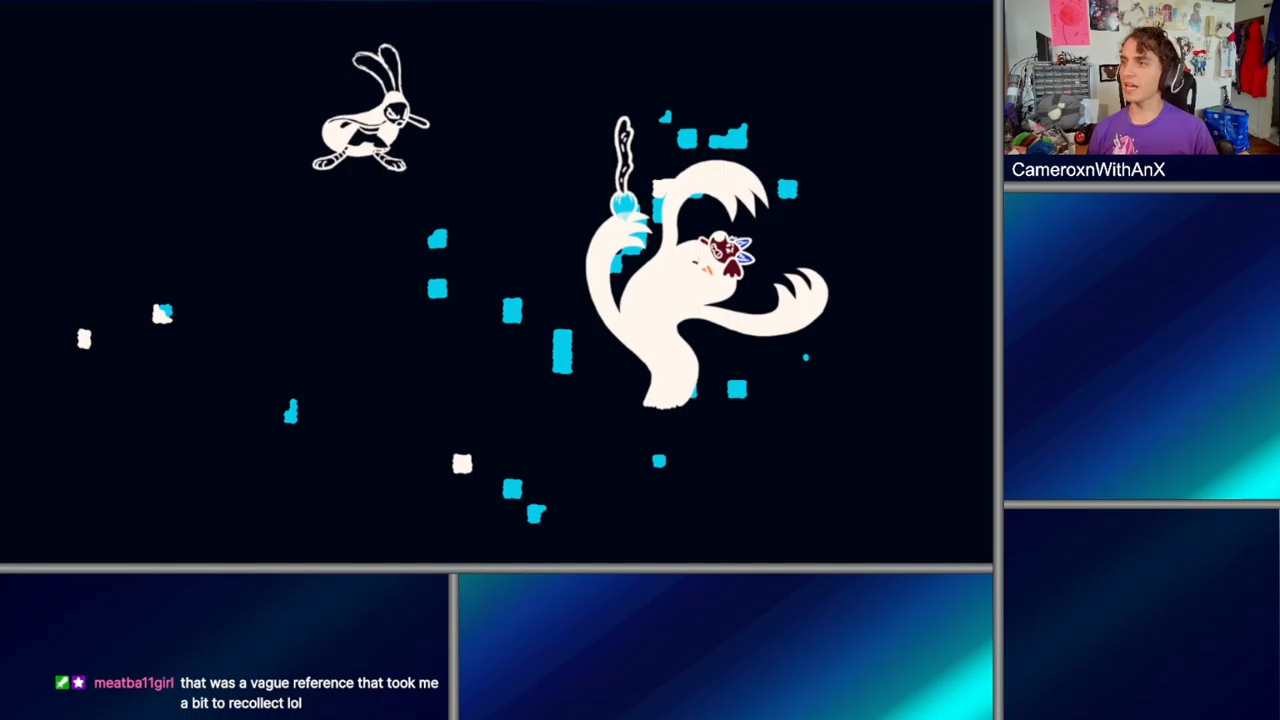 CameroxnWithAnX
meatba11girl that was a vague reference that took me
a bit to recollect lol